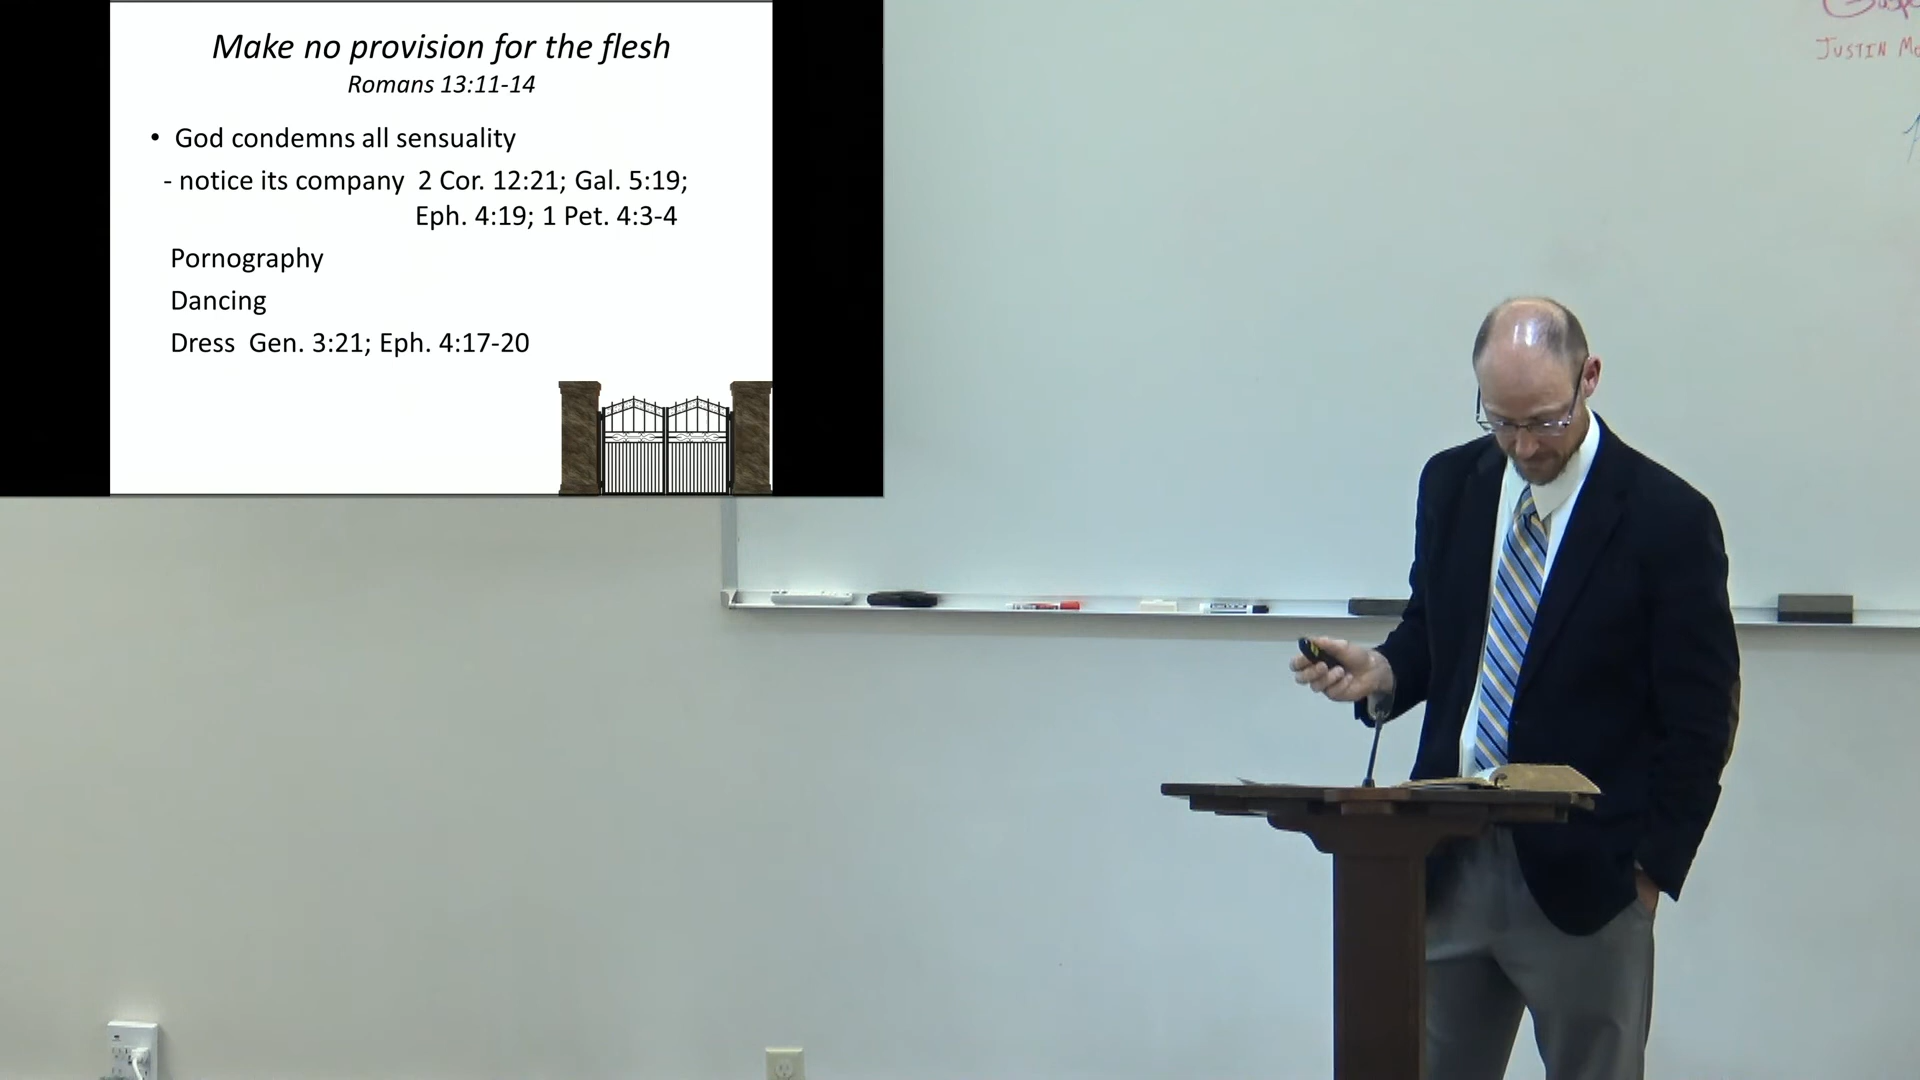 Make no provision for the flesh
Romans 13:11-14
• God condemns all sensuality
- notice its company 2 Cor. 12:21; Gal. 5:19;
Eph. 4:19; 1 Pet. 4:3-4
Pornography
Dancing
Dress Gen. 3:21; Eph. 4:17-20
JUSTIN